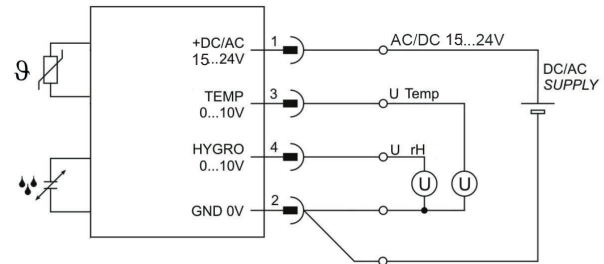 +DC/AC
15...24V
1
AC/DC 15...24V
DC/AC
SUPPLY
ϑ
TEMP
0...10V
3
U Temp
HYGRO
0...10V
4
U rH
U
U
GND 0V
2